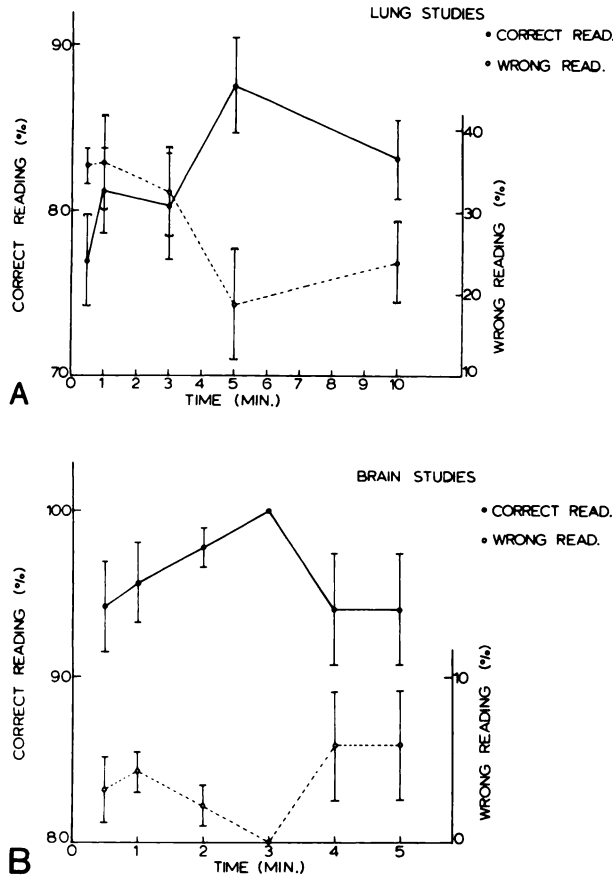 LUNG STUDIES
• CORRECT READ.
∘ WRONG READ.
CORRECT READING (%)
90
80
70
WRONG READING (%)
40
30
20
10
0 1 2 3 4 5 6 7 8 9 10
TIME (MIN.)
A
BRAIN STUDIES
• CORRECT READ.
∘ WRONG READ.
CORRECT READING (%)
100
90
80
WRONG READING (%)
10
0
0 1 2 3 4 5
TIME (MIN.)
B